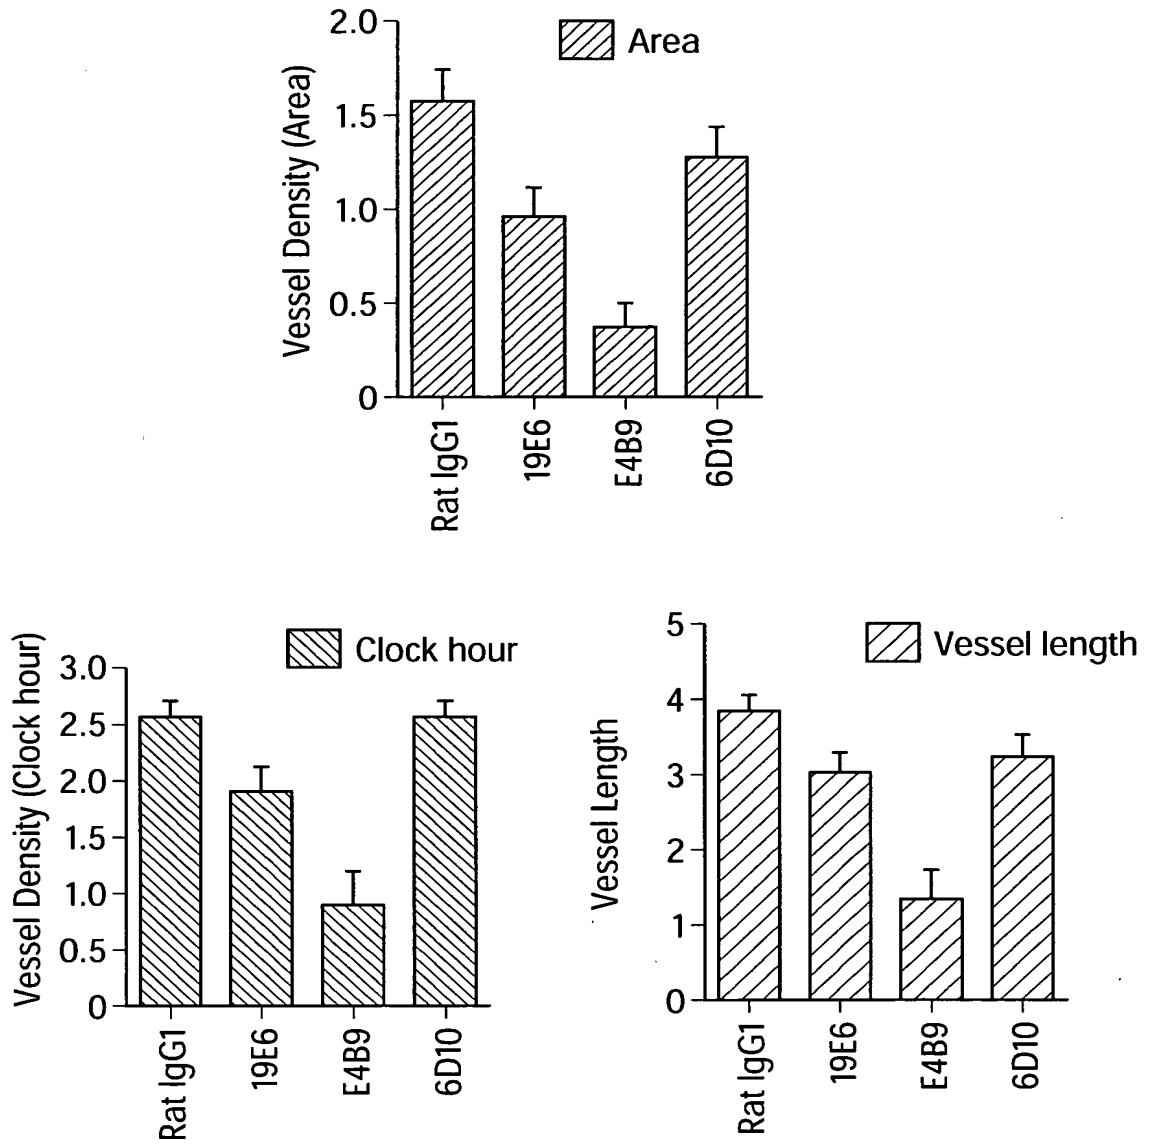 Area
Vessel Density (Area)
2.0
1.5
1.0
0.5
0
Rat IgG1
19E6
E4B9
6D10
Clock hour
Vessel Density (Clock hour)
3.0
2.5
2.0
1.5
1.0
0.5
0
Rat IgG1
19E6
E4B9
6D10
Vessel length
Vessel Length
5
4
3
2
1
0
Rat IgG1
19E6
E4B9
6D10